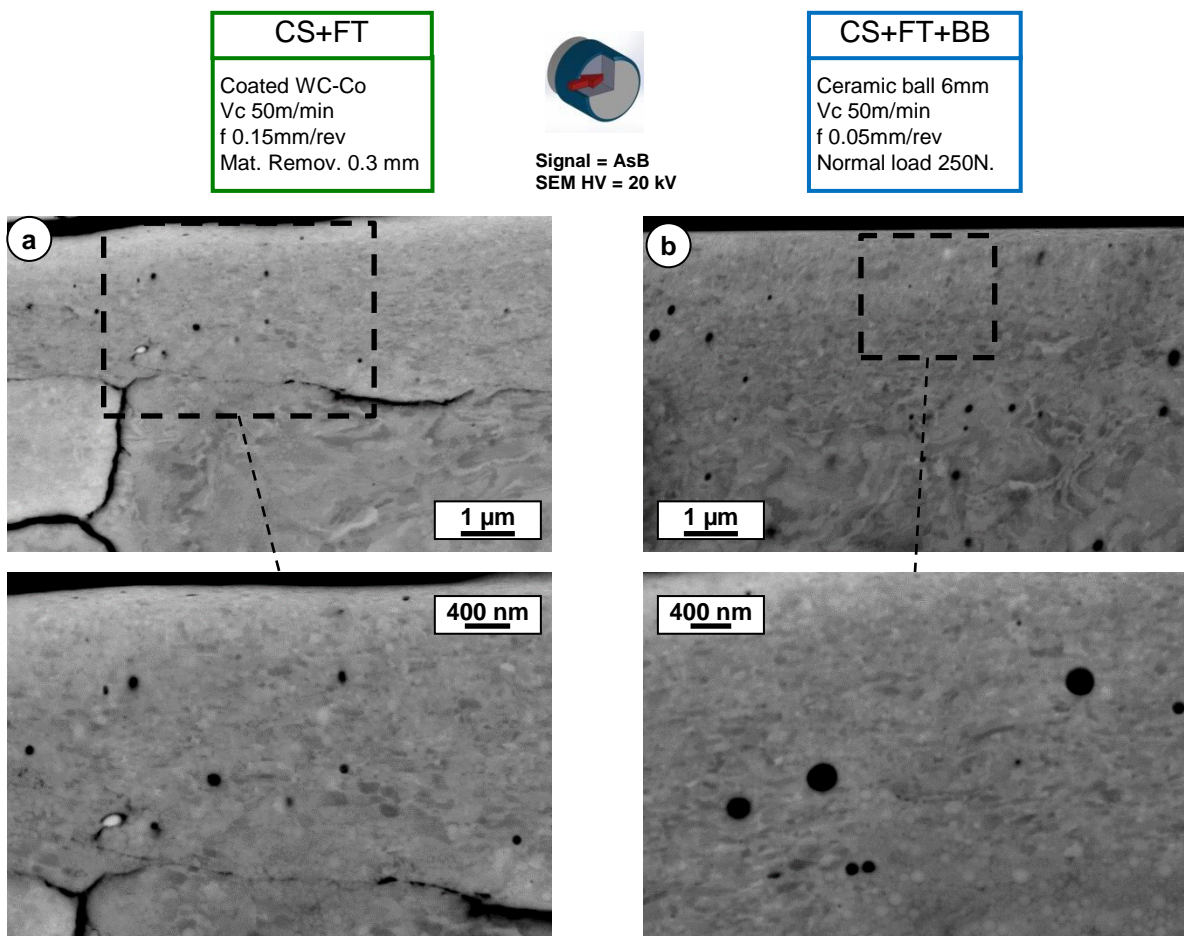 CS+FT
Coated WC-Co
Vc 50m/min
f 0.15mm/rev
Mat. Remov. 0.3 mm
Signal = AsB
SEM HV = 20 kV
CS+FT+BB
Ceramic ball 6mm
Vc 50m/min
f 0.05mm/rev
Normal load 250N.
a
1 µm
b
1 µm
400 nm
400 nm